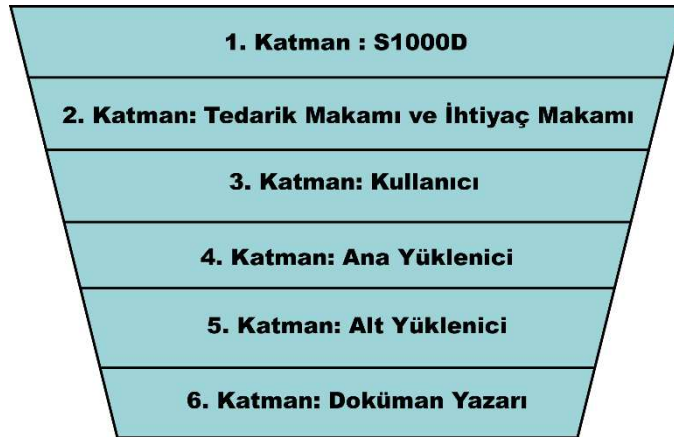 1. Katman : S1000D
2. Katman: Tedarik Makamı ve İhtiyaç Makamı
3. Katman: Kullanıcı
4. Katman: Ana Yüklenici
5. Katman: Alt Yüklenici
6. Katman: Doküman Yazarı